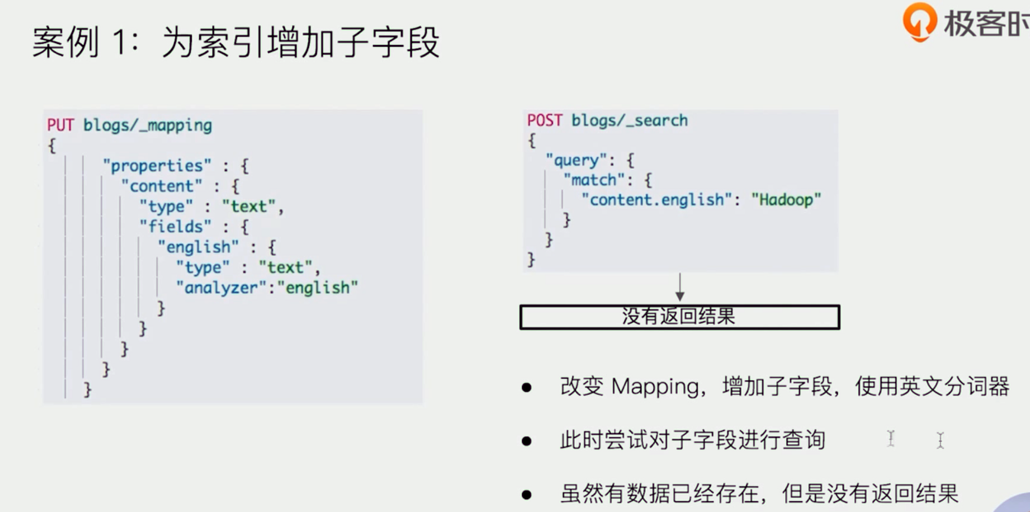 案例 1：为索引增加子字段
极客时
PUT blogs/_mapping
{
"properties" : {
"content" : {
"type" : "text",
"fields" : {
"english" : {
"type" : "text",
"analyzer":"english"
}
}
}
}
}
POST blogs/_search
{
"query": {
"match": {
"content.english": "Hadoop"
}
}
}
没有返回结果
● 改变 Mapping，增加子字段，使用英文分词器
● 此时尝试对子字段进行查询
● 虽然有数据已经存在，但是没有返回结果